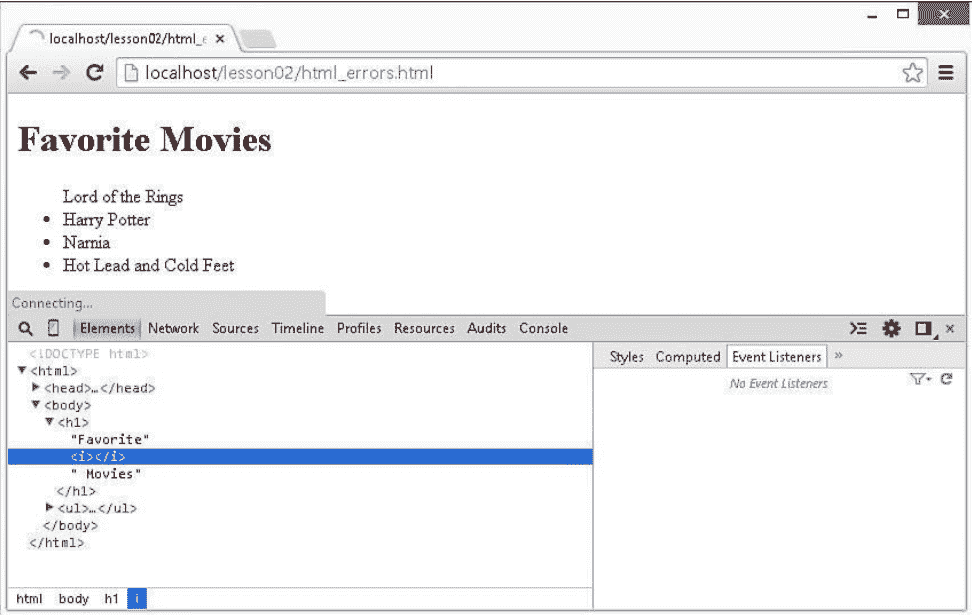 localhost/lesson02/html_e
localhost/lesson02/html_errors.html
Favorite Movies
Lord of the Rings
• Harry Potter
• Narnia
• Hot Lead and Cold Feet
Connecting...
Elements Network Sources Timeline Profiles Resources Audits Console
<!DOCTYPE html>
▼<html>
▶<head>…</head>
▼<body>
▼<h1>
"Favorite"
<i></i>
" Movies"
</h1>
▶<ul>…</ul>
</body>
</html>
html body h1 i
Styles Computed Event Listeners »
No Event Listeners